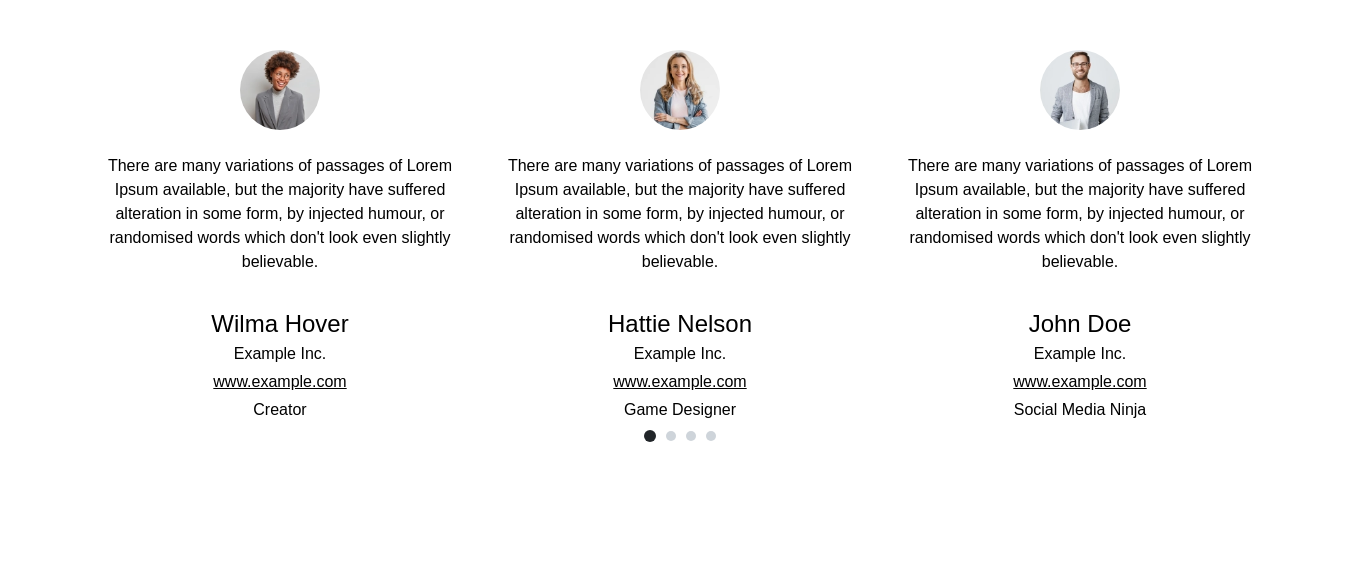 There are many variations of passages of Lorem
Ipsum available, but the majority have suffered
alteration in some form, by injected humour, or
randomised words which don't look even slightly
believable.
Wilma Hover
Example Inc.
www.example.com
Creator
There are many variations of passages of Lorem
Ipsum available, but the majority have suffered
alteration in some form, by injected humour, or
randomised words which don't look even slightly
believable.
Hattie Nelson
Example Inc.
www.example.com
Game Designer
There are many variations of passages of Lorem
Ipsum available, but the majority have suffered
alteration in some form, by injected humour, or
randomised words which don't look even slightly
believable.
John Doe
Example Inc.
www.example.com
Social Media Ninja